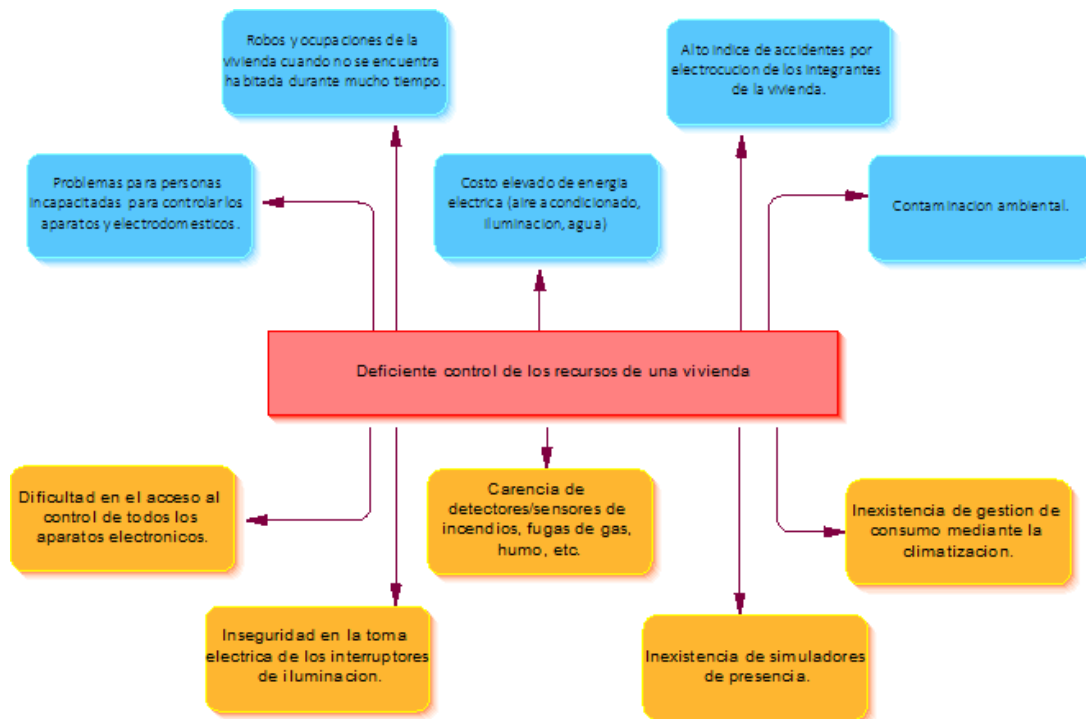 Robos y ocupaciones de la
vivienda cuando no se encuentra
habitada durante mucho tiempo.
Alto indice de accidentes por
electrocucion de los integrantes
de la vivienda.
Problemas para personas
incapacitadas para controlar los
aparatos y electrodomesticos.
Costo elevado de energia
electrica (aire acondicionado,
iluminacion, agua)
Contaminacion ambiental.
Deficiente control de los recursos de una vivienda
Dificultad en el acceso al
control de todos los
aparatos electronicos.
Carencia de
detectores/sensores de
incendios, fugas de gas,
humo, etc.
Inexistencia de gestion de
consumo mediante la
climatizacion.
Inseguridad en la toma
electrica de los interruptores
de iluminacion.
Inexistencia de simuladores
de presencia.